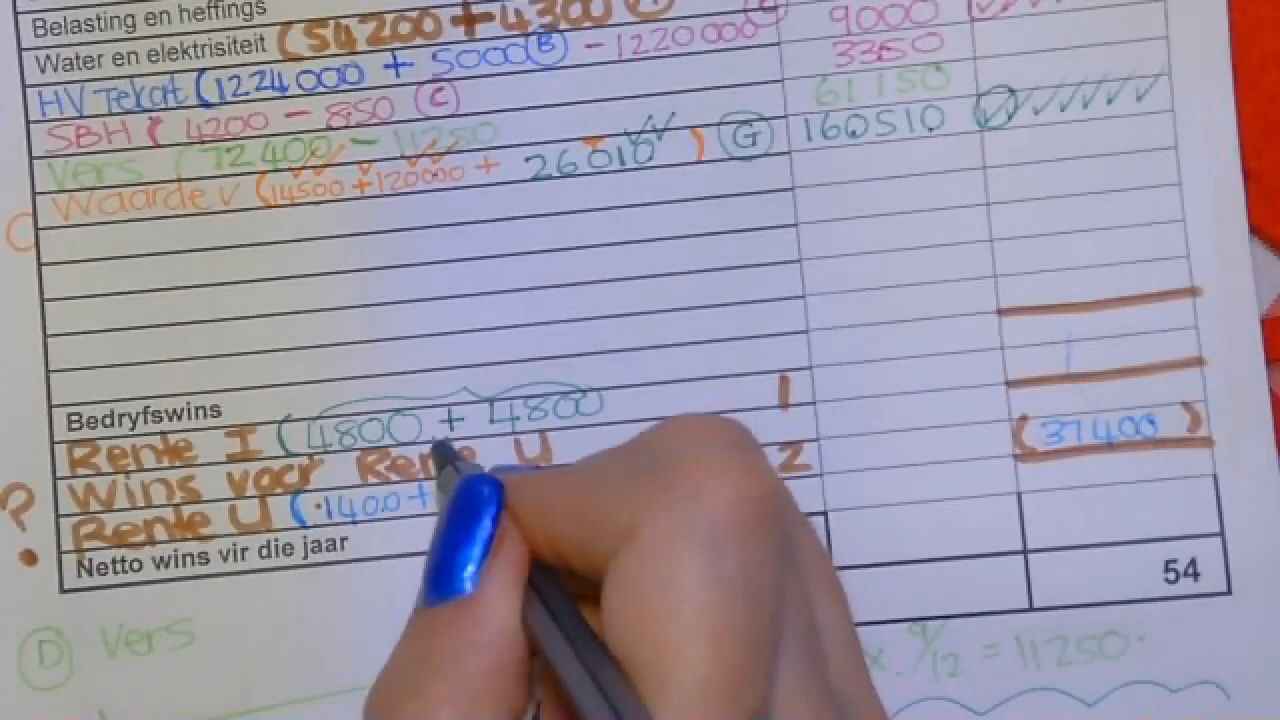 Belasting en heffings
Water en elektrisiteit (54200 + 4300 9000
HV Tekort (1224000 + 5000 (B) - 1220000 3350
SBH ( 4200 - 850 (C) 61150
Vers ( 72400 - 11250 160510
Waarde v (14500 + 120000 + 26010 ) (G)
Bedryfswins
Rente I (4800 + 4800 1
Wins voor Rente U 2 (37400)
Rente U (1400+
Netto wins vir die jaar
54
? 
(D) Vers
x 9/12 = 11250